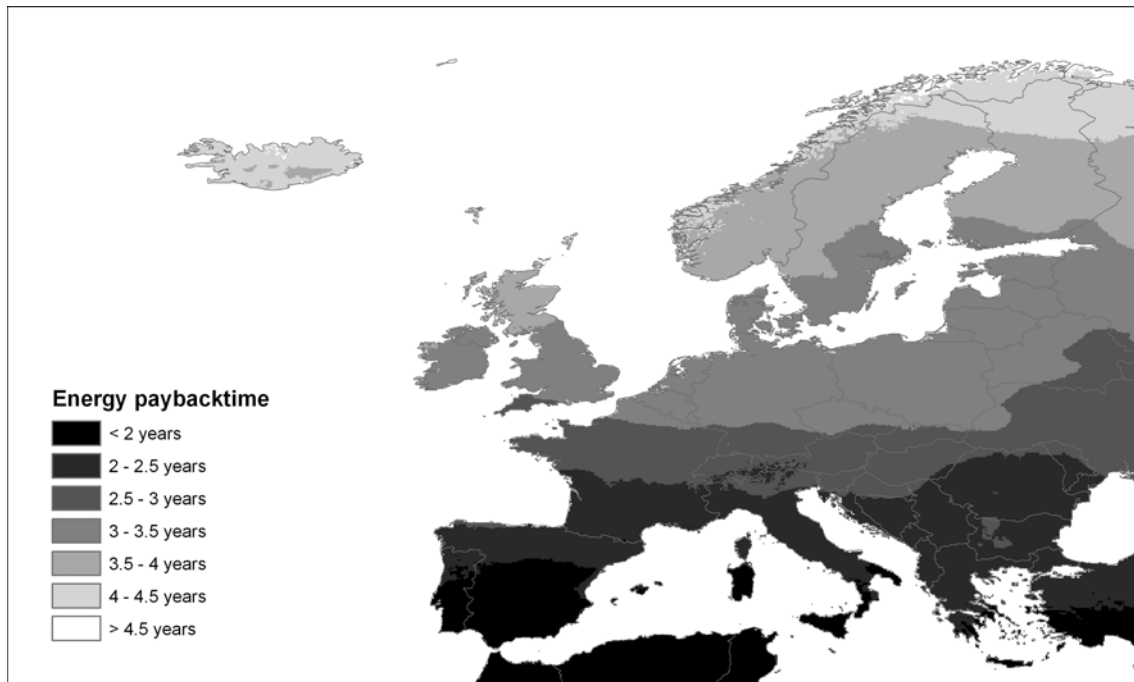 Energy paybacktime
< 2 years
2 - 2.5 years
2.5 - 3 years
3 - 3.5 years
3.5 - 4 years
4 - 4.5 years
> 4.5 years